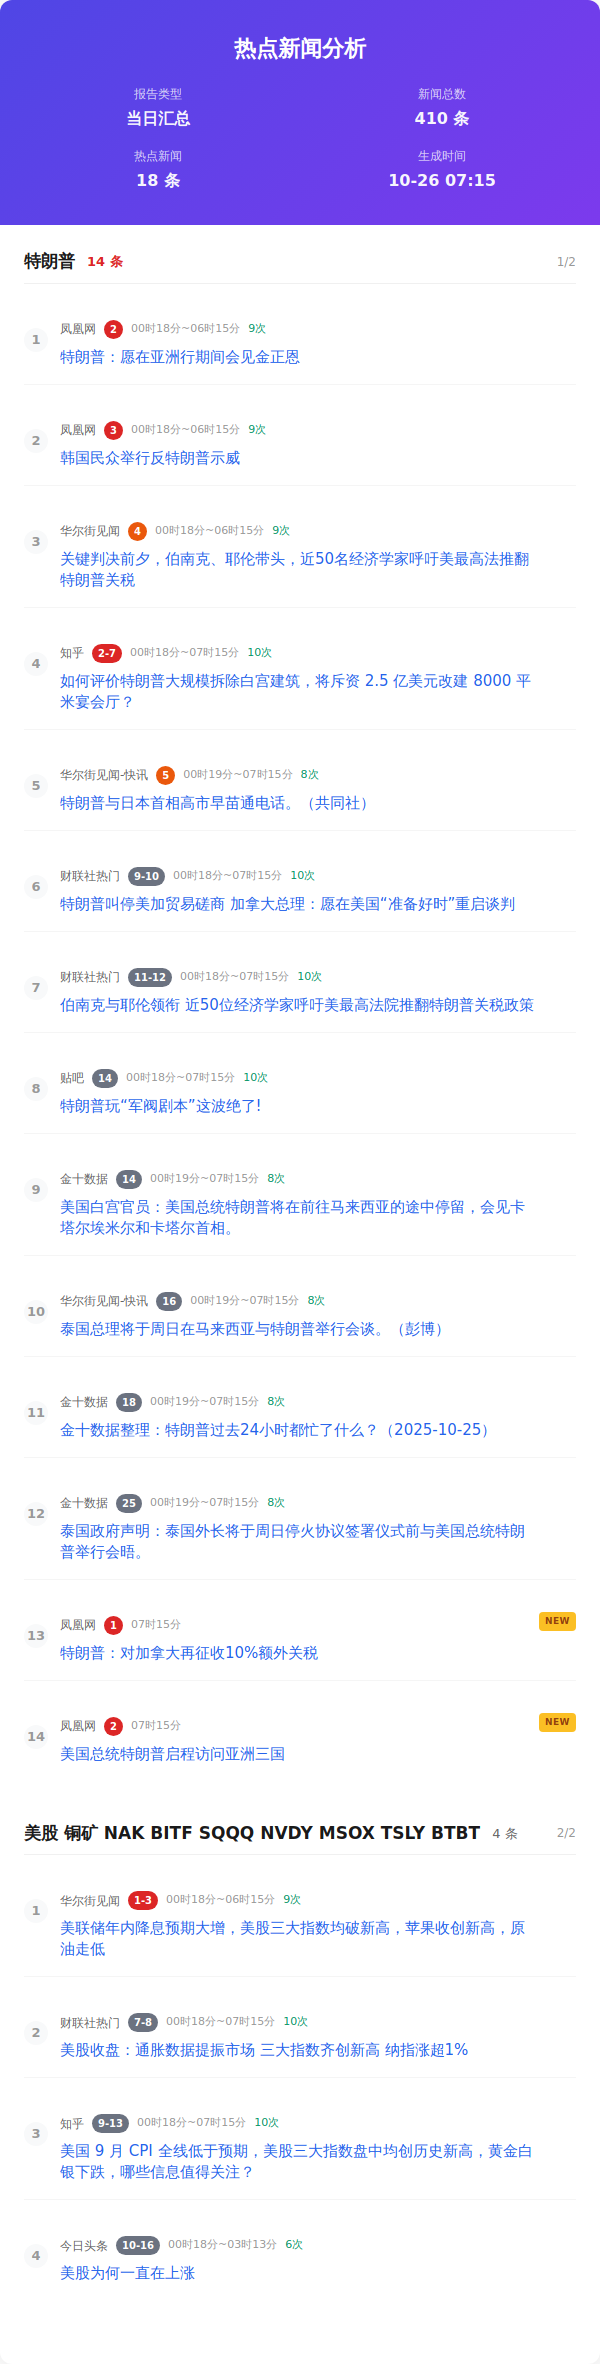 热点新闻分析
报告类型
新闻总数
当日汇总
410 条
热点新闻
生成时间
18 条
10-26 07:15
特朗普 14 条 1/2
1 凤凰网 2 00时18分~06时15分 9次
特朗普：愿在亚洲行期间会见金正恩
2 凤凰网 3 00时18分~06时15分 9次
韩国民众举行反特朗普示威
3 华尔街见闻 4 00时18分~06时15分 9次
关键判决前夕，伯南克、耶伦带头，近50名经济学家呼吁美最高法推翻
特朗普关税
4 知乎 2-7 00时18分~07时15分 10次
如何评价特朗普大规模拆除白宫建筑，将斥资 2.5 亿美元改建 8000 平
米宴会厅？
5 华尔街见闻-快讯 5 00时19分~07时15分 8次
特朗普与日本首相高市早苗通电话。（共同社）
6 财联社热门 9-10 00时18分~07时15分 10次
特朗普叫停美加贸易磋商 加拿大总理：愿在美国“准备好时”重启谈判
7 财联社热门 11-12 00时18分~07时15分 10次
伯南克与耶伦领衔 近50位经济学家呼吁美最高法院推翻特朗普关税政策
8 贴吧 14 00时18分~07时15分 10次
特朗普玩“军阀剧本”这波绝了!
9 金十数据 14 00时19分~07时15分 8次
美国白宫官员：美国总统特朗普将在前往马来西亚的途中停留，会见卡
塔尔埃米尔和卡塔尔首相。
10 华尔街见闻-快讯 16 00时19分~07时15分 8次
泰国总理将于周日在马来西亚与特朗普举行会谈。（彭博）
11 金十数据 18 00时19分~07时15分 8次
金十数据整理：特朗普过去24小时都忙了什么？（2025-10-25）
12 金十数据 25 00时19分~07时15分 8次
泰国政府声明：泰国外长将于周日停火协议签署仪式前与美国总统特朗
普举行会晤。
13 凤凰网 1 07时15分 NEW
特朗普：对加拿大再征收10%额外关税
14 凤凰网 2 07时15分 NEW
美国总统特朗普启程访问亚洲三国
美股 铜矿 NAK BITF SQQQ NVDY MSOX TSLY BTBT 4 条 2/2
1 华尔街见闻 1-3 00时18分~06时15分 9次
美联储年内降息预期大增，美股三大指数均破新高，苹果收创新高，原
油走低
2 财联社热门 7-8 00时18分~07时15分 10次
美股收盘：通胀数据提振市场 三大指数齐创新高 纳指涨超1%
3 知乎 9-13 00时18分~07时15分 10次
美国 9 月 CPI 全线低于预期，美股三大指数盘中均创历史新高，黄金白
银下跌，哪些信息值得关注？
4 今日头条 10-16 00时18分~03时13分 6次
美股为何一直在上涨